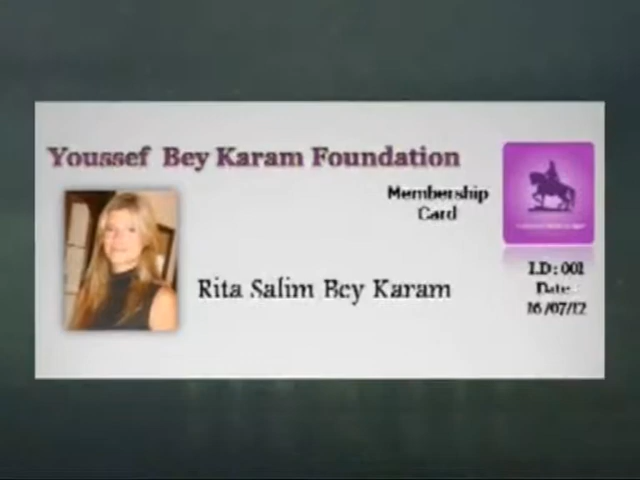 Youssef Bey Karam Foundation
Membership
Card
I.D: 001
Date:
16/07/12
Rita Salim Bey Karam